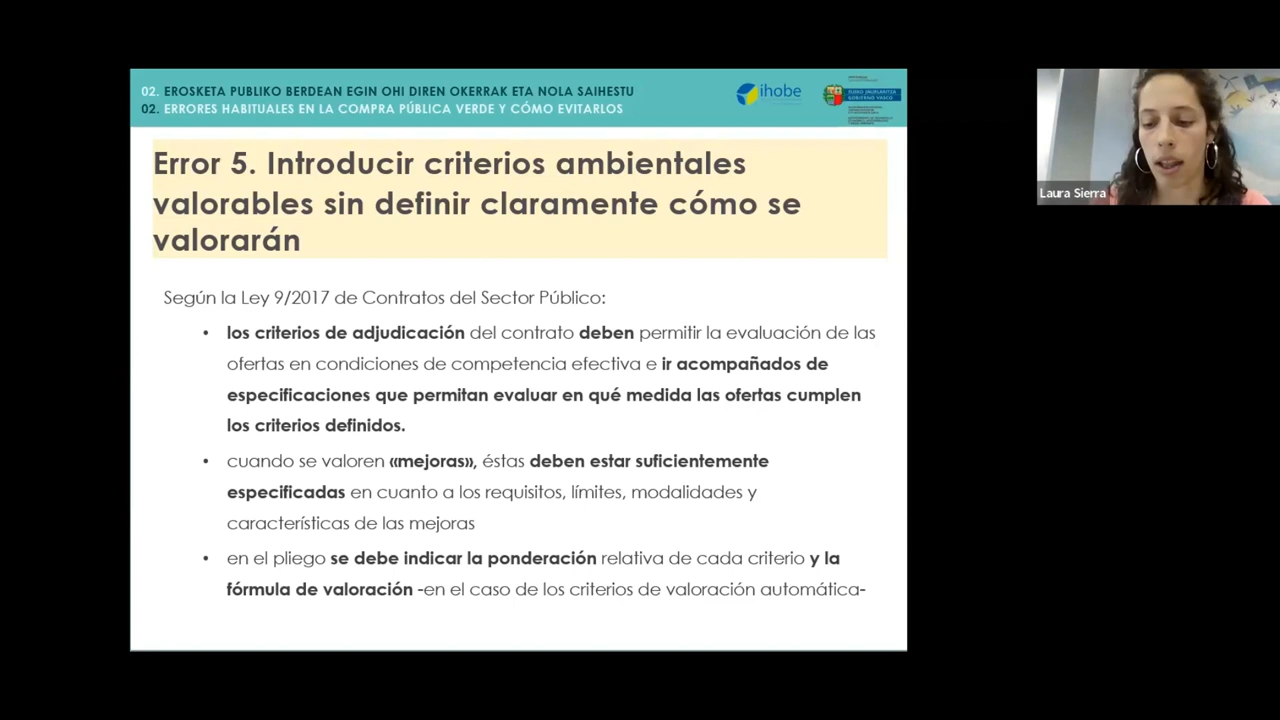 02. EROSKETA PUBLIKO BERDEAN EGIN OHI DIREN OKERRAK ETA NOLA SAIHESTU
02. ERRORES HABITUALES EN LA COMPRA PÚBLICA VERDE Y CÓMO EVITARLOS
ihobe
EUSKO JAURLARITZA
GOBIERNO VASCO
Laura Sierra
Error 5. Introducir criterios ambientales
valorables sin definir claramente cómo se
valorarán
Según la Ley 9/2017 de Contratos del Sector Público:
• los criterios de adjudicación del contrato deben permitir la evaluación de las
ofertas en condiciones de competencia efectiva e ir acompañados de
especificaciones que permitan evaluar en qué medida las ofertas cumplen
los criterios definidos.
• cuando se valoren «mejoras», éstas deben estar suficientemente
especificadas en cuanto a los requisitos, límites, modalidades y
características de las mejoras
• en el pliego se debe indicar la ponderación relativa de cada criterio y la
fórmula de valoración -en el caso de los criterios de valoración automática-